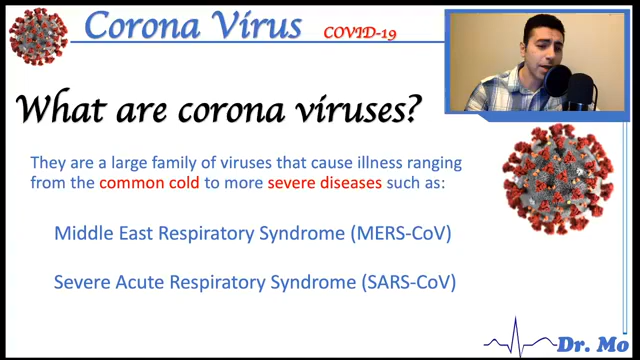 Corona Virus COVID-19
What are corona viruses?
They are a large family of viruses that cause illness ranging
from the common cold to more severe diseases such as:
Middle East Respiratory Syndrome (MERS-CoV)
Severe Acute Respiratory Syndrome (SARS-CoV)
Dr. Mo